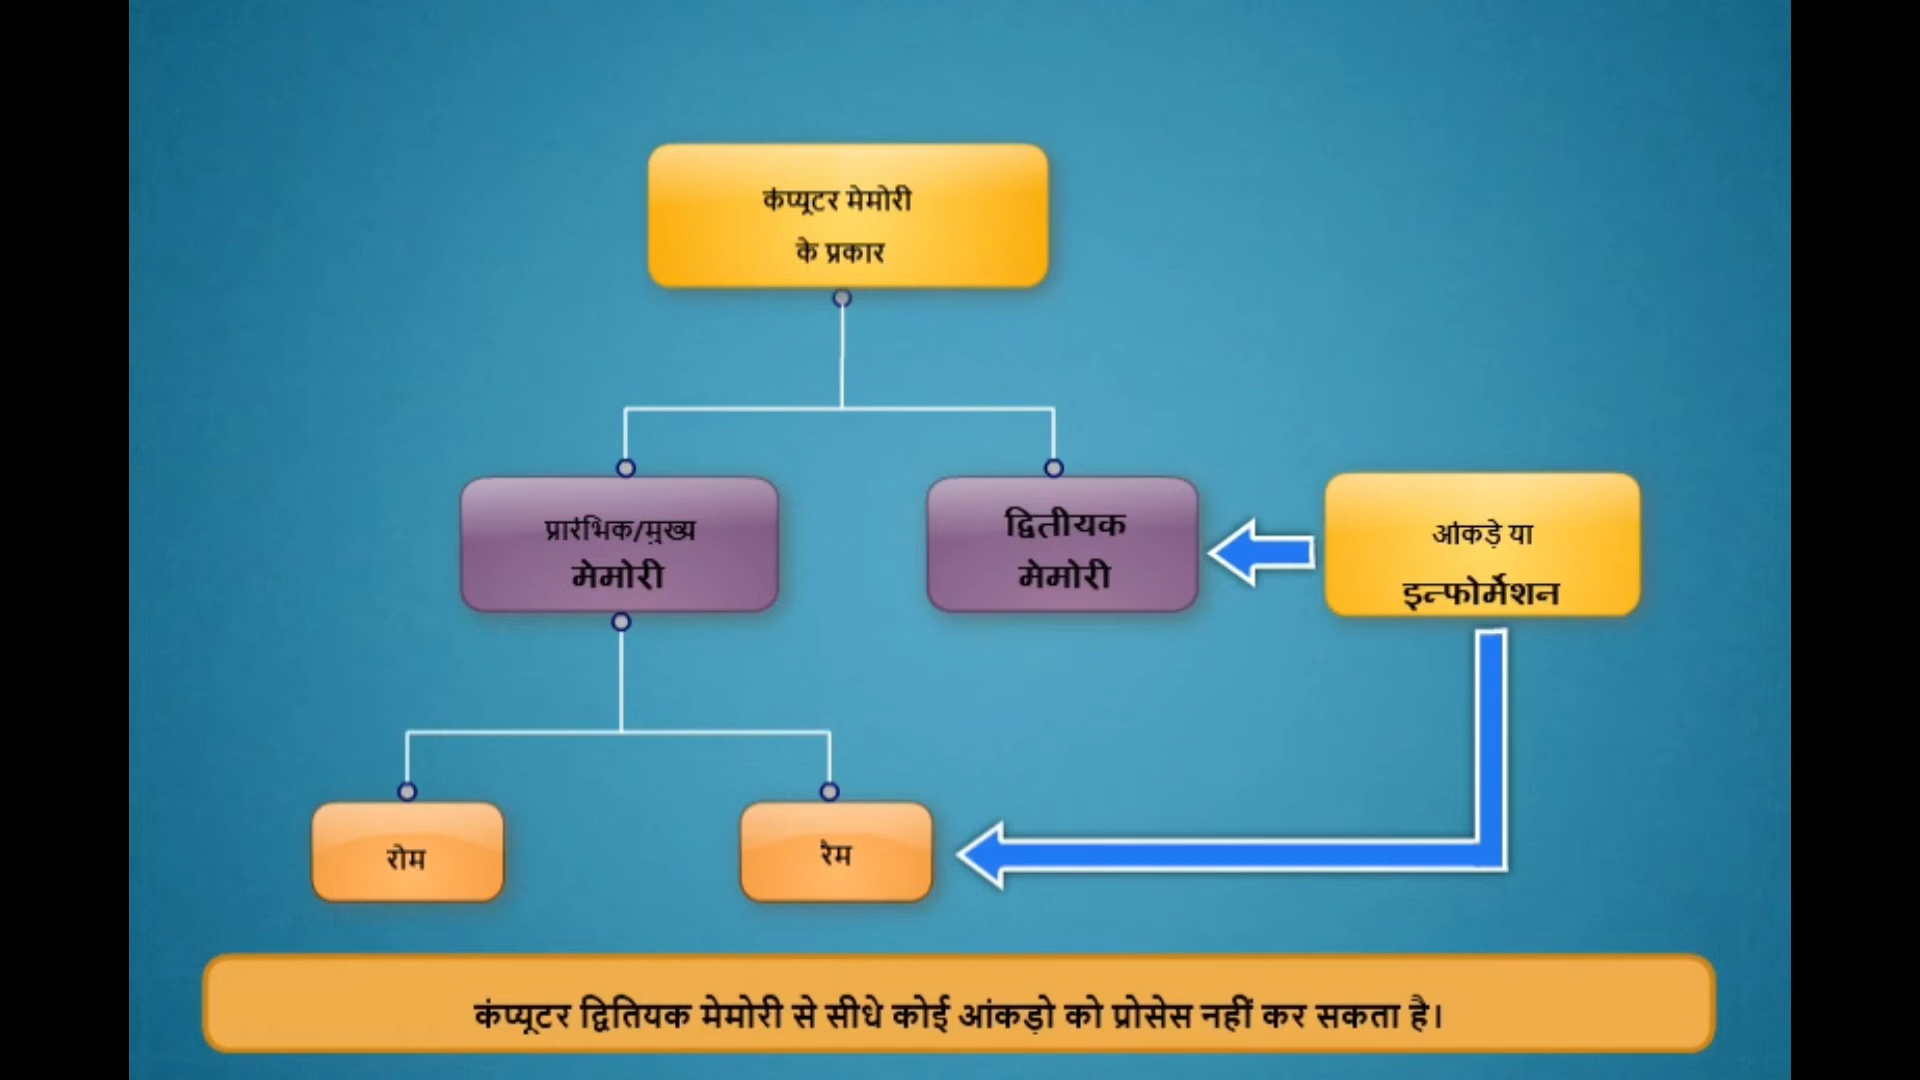 कंप्यूटर मेमोरी
के प्रकार
प्रारंभिक/मुख्य
मेमोरी
द्वितीयक
मेमोरी
आंकड़े या
इन्फोर्मेशन
रोम
रैम
कंप्यूटर द्वितियक मेमोरी से सीधे कोई आंकड़ो को प्रोसेस नहीं कर सकता है।